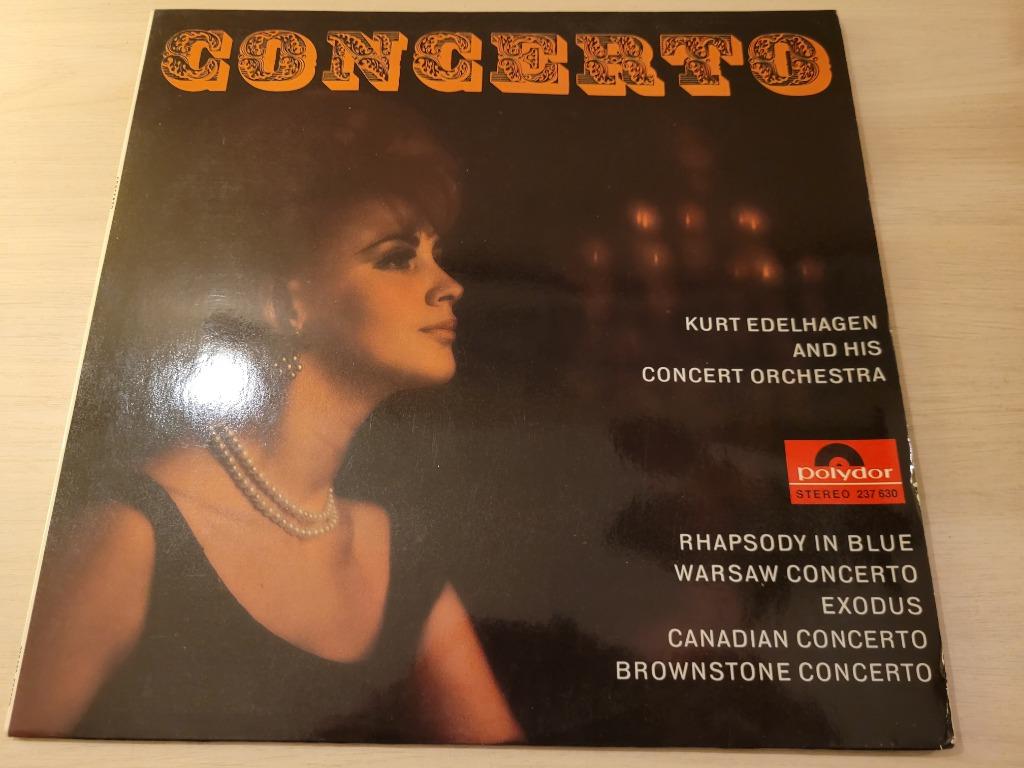 CONCERTO
KURT EDELHAGEN
AND HIS
CONCERT ORCHESTRA
polydor
STEREO 237 630
RHAPSODY IN BLUE
WARSAW CONCERTO
EXODUS
CANADIAN CONCERTO
BROWNSTONE CONCERTO